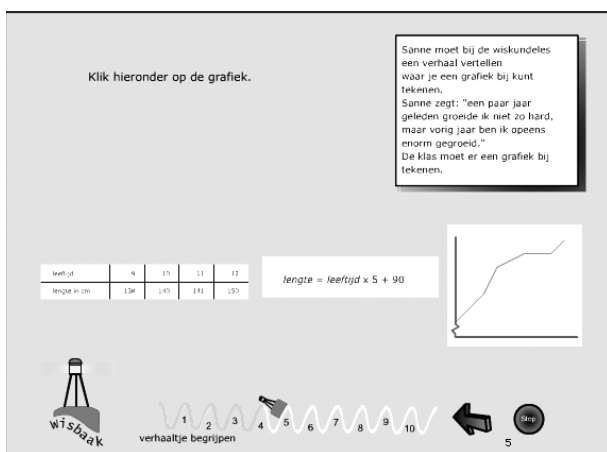 Klik hieronder op de grafiek.
Sanne moet bij de wiskundeles
een verhaal vertellen
waar je een grafiek bij kunt
tekenen.
Sanne zegt: "een paar jaar
geleden groeide ik niet zo hard,
maar vorig jaar ben ik opeens
enorm gegroeid."
De klas moet er een grafiek bij
tekenen.
leeftijd 9 10 11 12
lengte in cm 138 140 141 150
lengte = leeftijd x 5 + 90
wisbaak
1 2 3 4 5 6 7 8 9 10
verhaaltje begrijpen
Stop
5